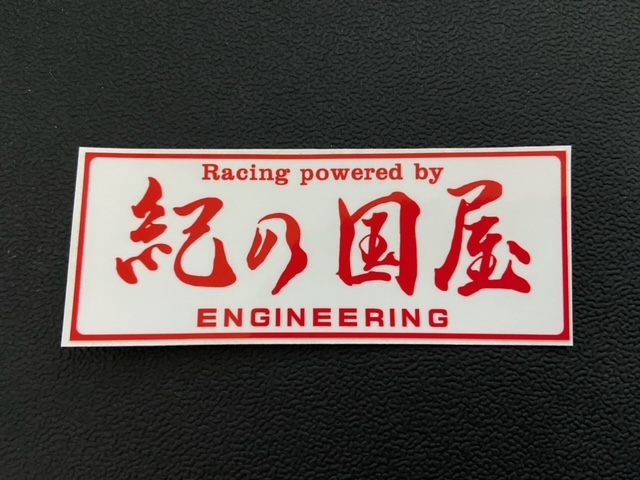 Racing powered by
紀の国屋
ENGINEERING